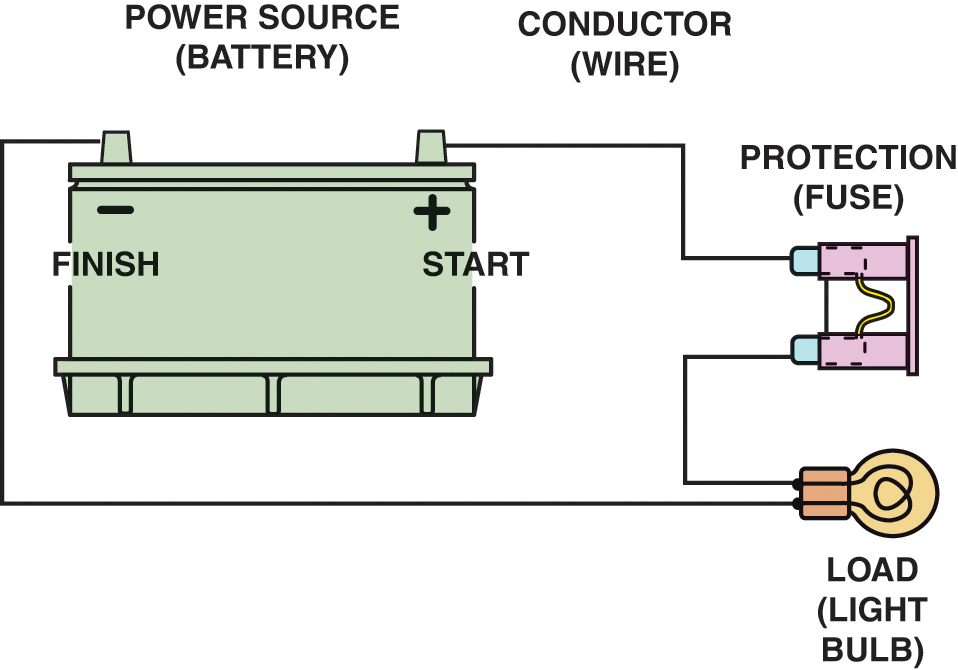 POWER SOURCE
(BATTERY)
CONDUCTOR
(WIRE)
PROTECTION
(FUSE)
− +
FINISH START
LOAD
(LIGHT
BULB)